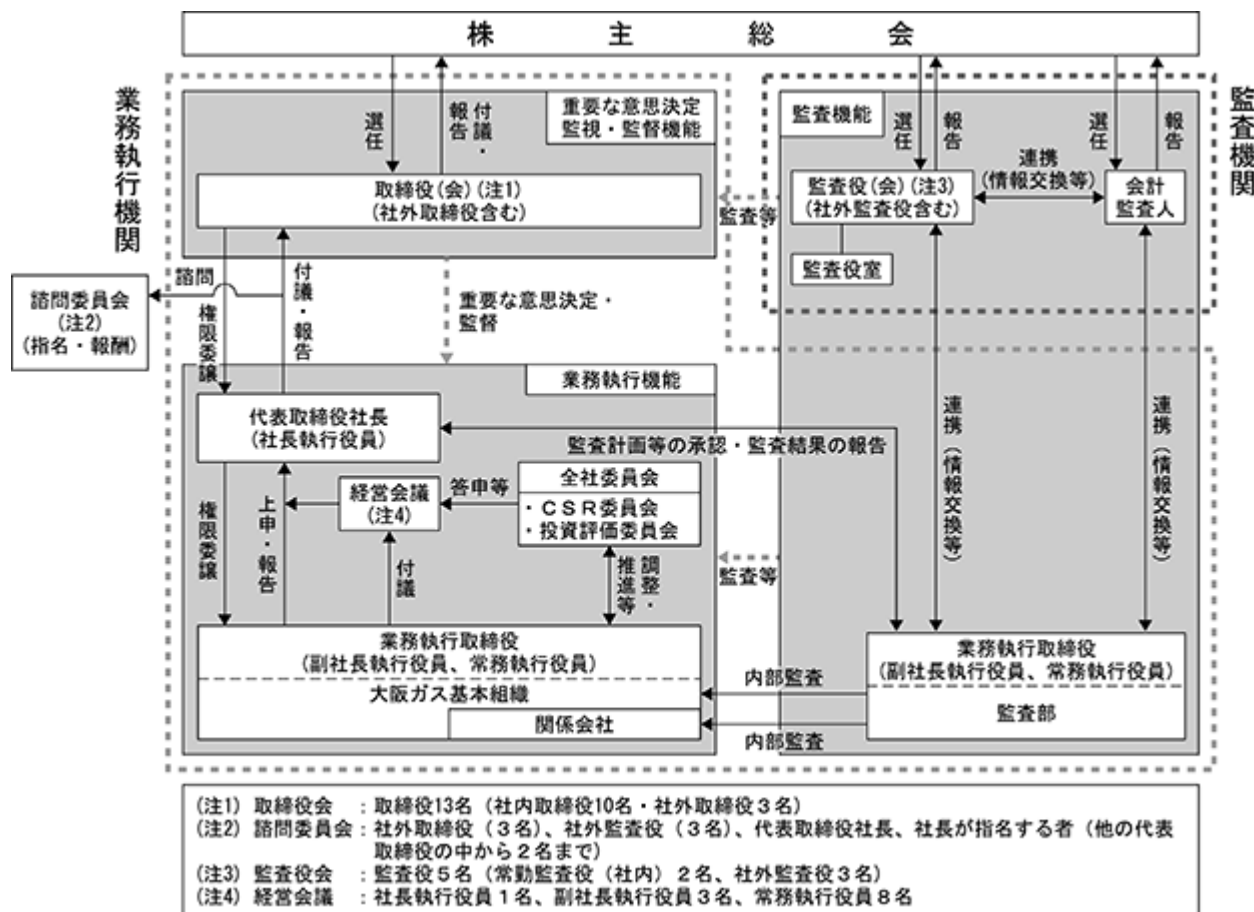 株主総会
業務執行機関
監査機関
選任
付議・
報告
重要な意思決定
監視・監督機能
取締役(会)(注1)
(社外取締役含む)
監査機能
選任
報告
選任
報告
監査役(会)(注3)
(社外監査役含む)
連携
(情報交換等)
会計
監査人
監査役室
監査等
諮問
諮問委員会
(注2)
(指名・報酬)
権限委譲
付議・報告
重要な意思決定・
監督
業務執行機能
代表取締役社長
(社長執行役員)
監査計画等の承認・監査結果の報告
連携(情報交換等)
連携(情報交換等)
権限委譲
上申・報告
経営会議
(注4)
答申等
全社委員会
・CSR委員会
・投資評価委員会
付議
調整・
推進等
監査等
業務執行取締役
(副社長執行役員、常務執行役員)
大阪ガス基本組織
関係会社
内部監査
内部監査
業務執行取締役
(副社長執行役員、常務執行役員)
監査部
(注1) 取締役会 :取締役13名(社内取締役10名・社外取締役3名)
(注2) 諮問委員会:社外取締役(3名)、社外監査役(3名)、代表取締役社長、社長が指名する者(他の代表
取締役の中から2名まで)
(注3) 監査役会 :監査役5名(常勤監査役(社内)2名、社外監査役3名)
(注4) 経営会議 :社長執行役員1名、副社長執行役員3名、常務執行役員8名